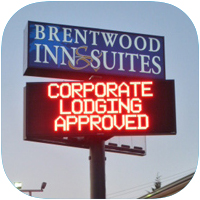 BRENTWOOD
INN & SUITES
CORPORATE
LODGING
APPROVED